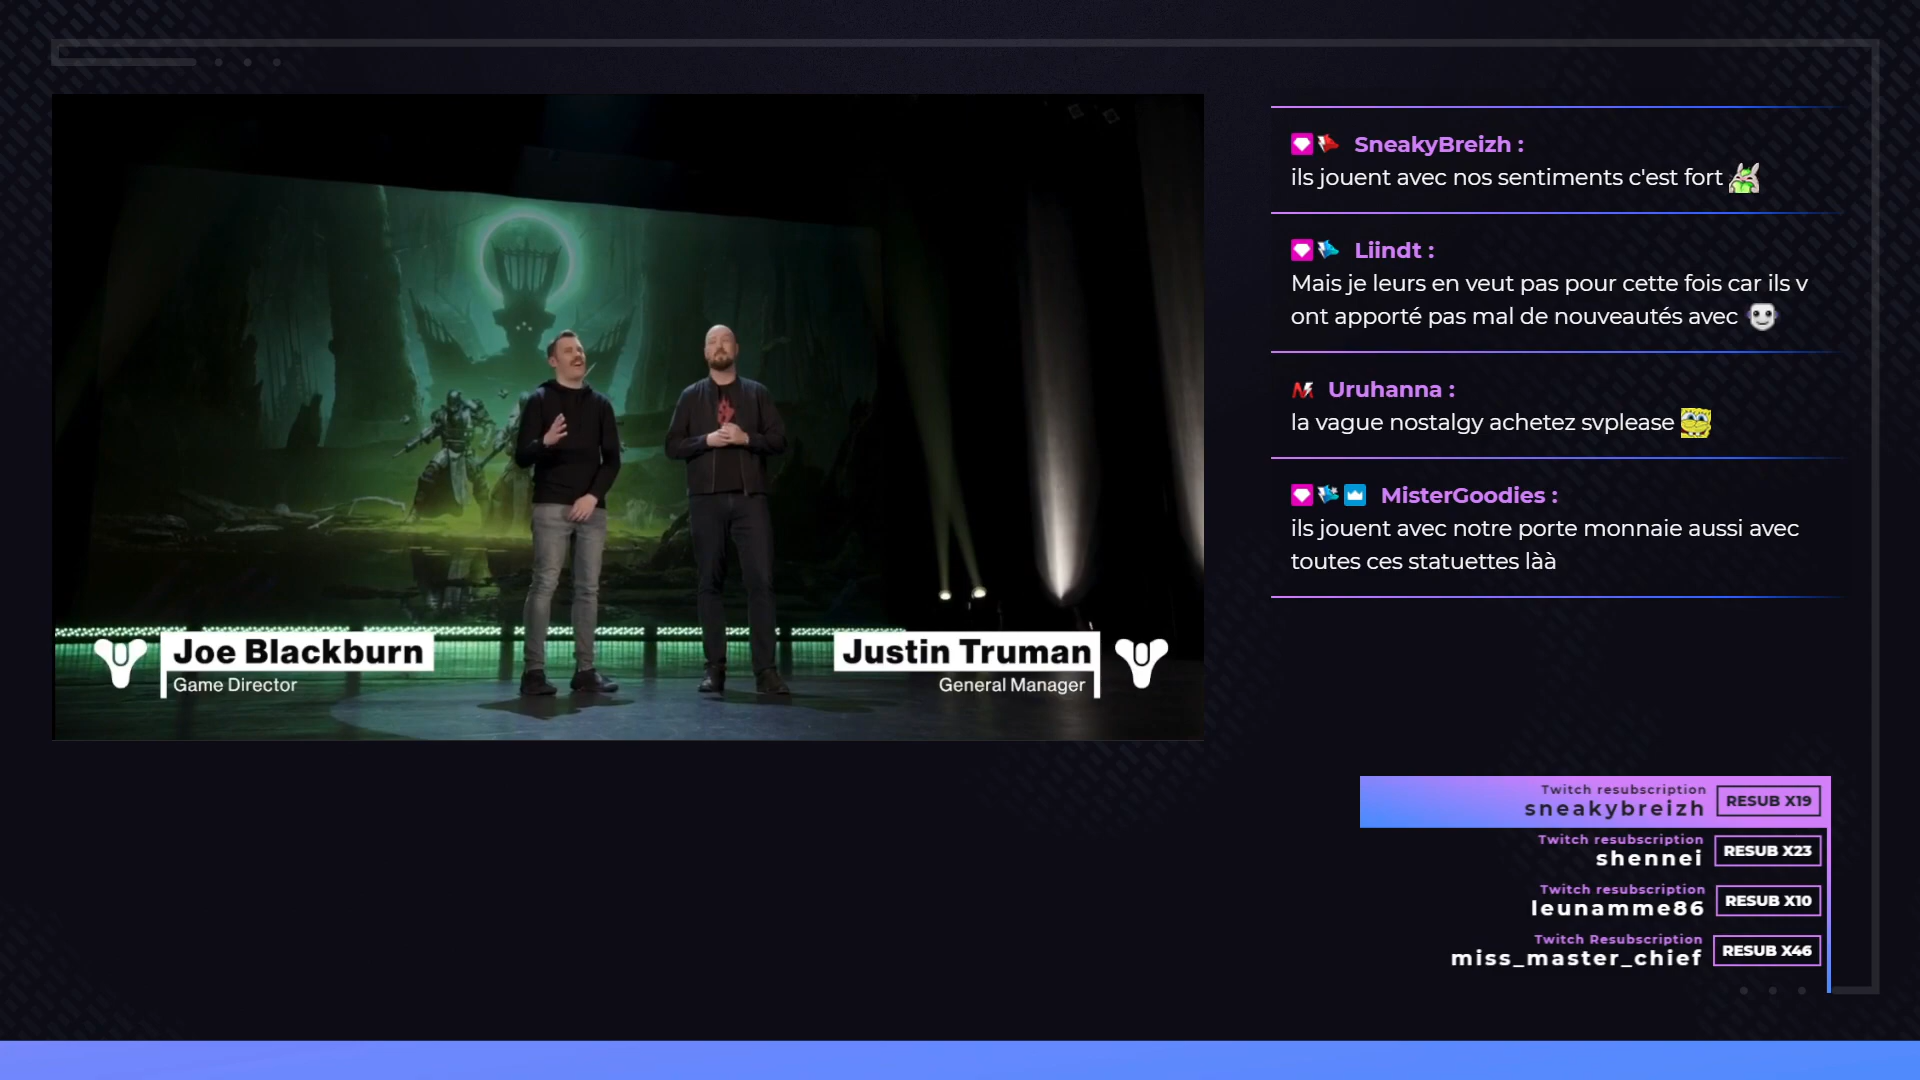 SneakyBreizh :
ils jouent avec nos sentiments c'est fort
Liindt :
Mais je leurs en veut pas pour cette fois car ils v
ont apporté pas mal de nouveautés avec
Uruhanna :
la vague nostalgy achetez svplease
MisterGoodies :
ils jouent avec notre porte monnaie aussi avec
toutes ces statuettes làà
Joe Blackburn
Game Director
Justin Truman
General Manager
Twitch resubscription
sneakybreizh
RESUB X19
Twitch resubscription
shennei
RESUB X23
Twitch resubscription
leunamme86
RESUB X10
Twitch Resubscription
miss_master_chief
RESUB X46